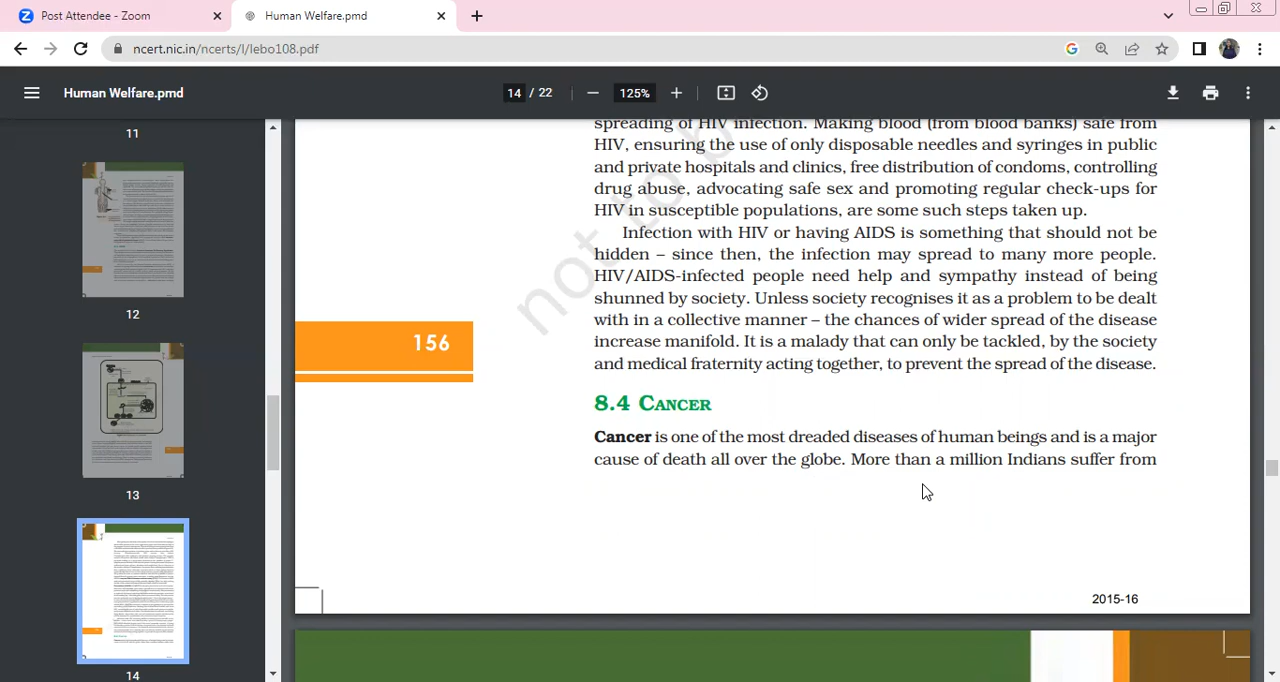 Post Attendee - Zoom
Human Welfare.pmd
ncert.nic.in/ncerts/l/lebo108.pdf
Human Welfare.pmd
14 / 22
125%
11
12
13
14
spreading of HIV infection. Making blood (from blood banks) safe from
HIV, ensuring the use of only disposable needles and syringes in public
and private hospitals and clinics, free distribution of condoms, controlling
drug abuse, advocating safe sex and promoting regular check-ups for
HIV in susceptible populations, are some such steps taken up.
Infection with HIV or having AIDS is something that should not be
hidden – since then, the infection may spread to many more people.
HIV/AIDS-infected people need help and sympathy instead of being
shunned by society. Unless society recognises it as a problem to be dealt
with in a collective manner – the chances of wider spread of the disease
increase manifold. It is a malady that can only be tackled, by the society
and medical fraternity acting together, to prevent the spread of the disease.
156
8.4 CANCER
Cancer is one of the most dreaded diseases of human beings and is a major
cause of death all over the globe. More than a million Indians suffer from
not to b
2015-16